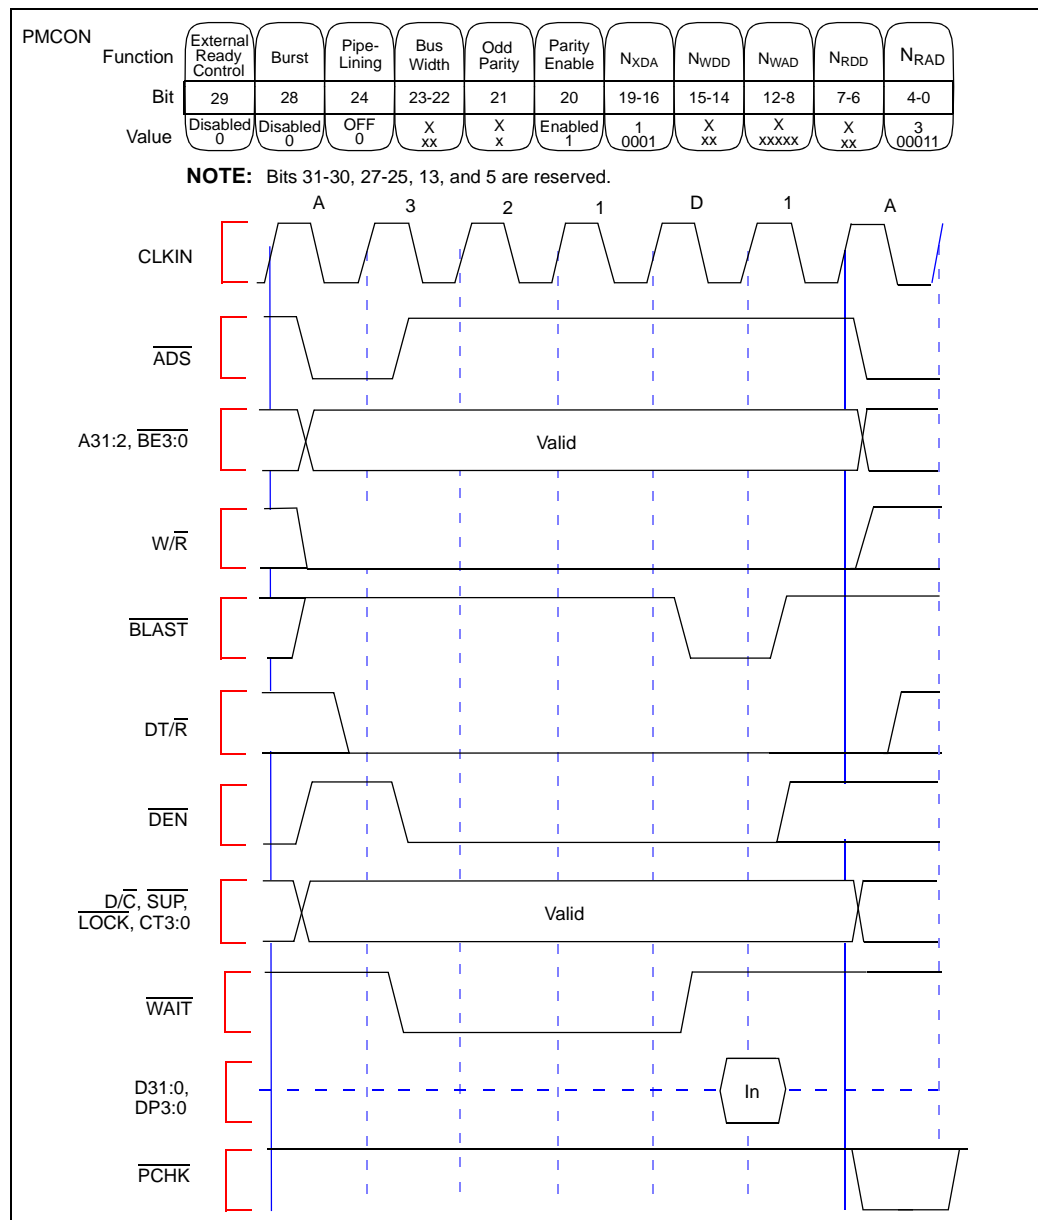 PMCON
Function
External Ready Control
Burst
Pipe-Lining
Bus Width
Odd Parity
Parity Enable
NXDA
NWDD
NWAD
NRDD
NRAD
Bit
29 28 24 23-22 21 20 19-16 15-14 12-8 7-6 4-0
Value
Disabled 0
Disabled 0
OFF 0
X xx
X x
Enabled 1
1 0001
X xx
X xxxxx
X xx
3 00011
NOTE: Bits 31-30, 27-25, 13, and 5 are reserved.
A 3 2 1 D 1 A
CLKIN
ADS
A31:2, BE3:0
Valid
W/R
BLAST
DT/R
DEN
D/C, SUP,
LOCK, CT3:0
Valid
WAIT
D31:0,
DP3:0
In
PCHK